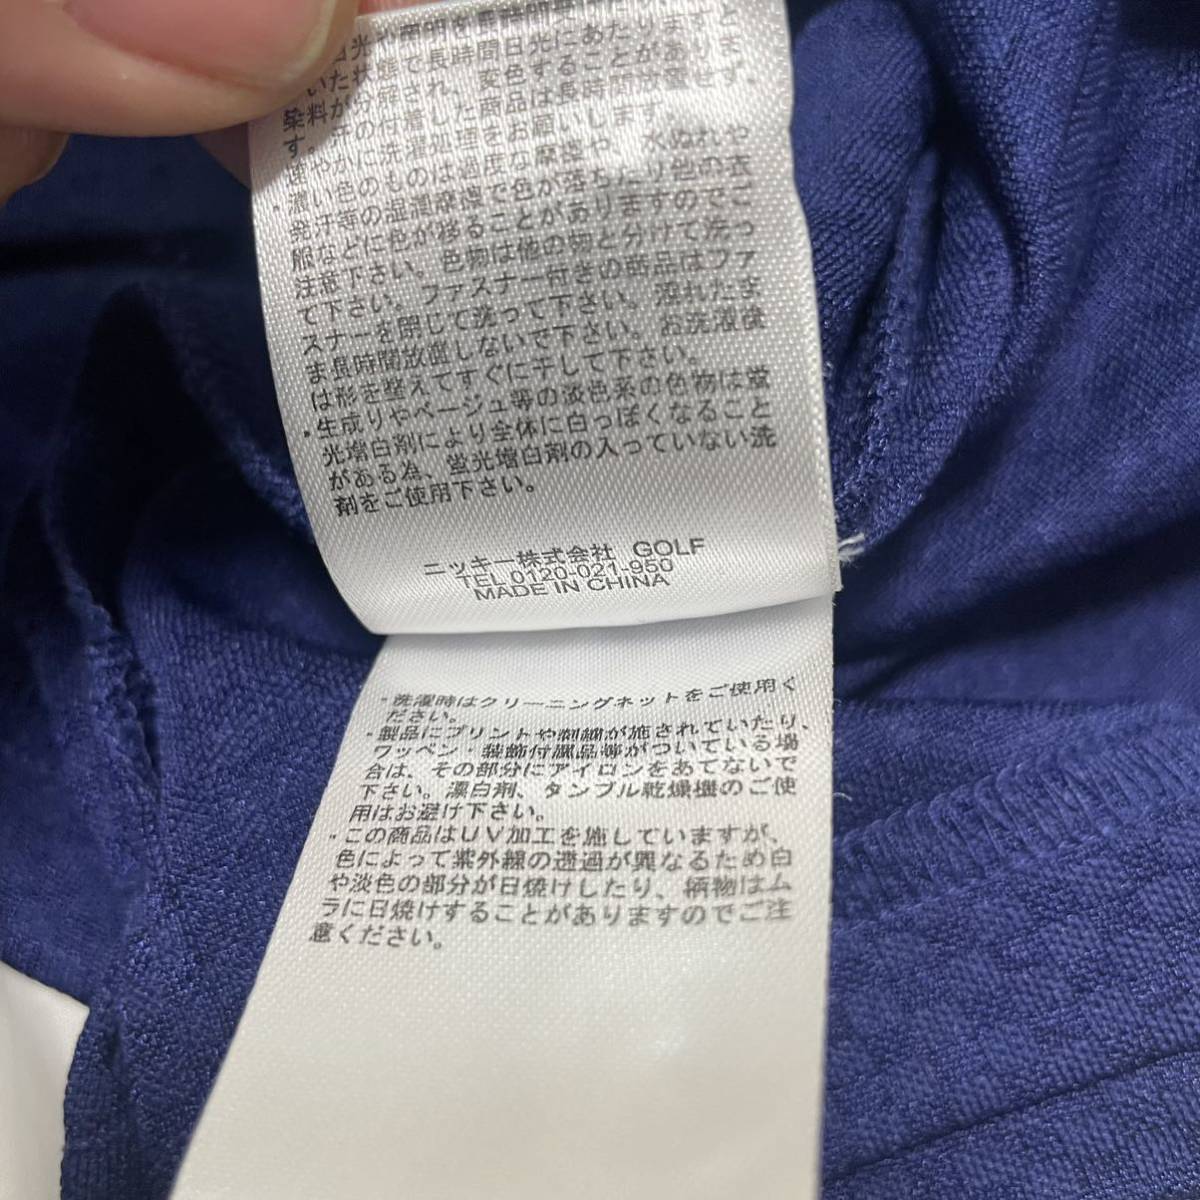 いた状態で長時間日光にあたりますと
染料が分解され、変色することがありま
す。汗の付着した商品は長時間放置せず、
速やかに洗濯処理をお願いします。
・濃い色のものは過度な摩擦や、水ぬれっ
発汗等の湿潤摩擦で色が落ちたり他の衣
服などに色が移ることがありますのでご
注意下さい。色物は他の物と分けて洗っ
て下さい。ファスナー付きの商品はファ
スナーを閉じて洗って下さい。濡れたま
ま長時間放置しないで下さい。お洗濯後
は形を整えてすぐに干して下さい。
・生成りやベージュ等の淡色系の色物は蛍
光増白剤により全体に白っぽくなること
がある為、蛍光増白剤の入っていない洗
剤をご使用下さい。
ニッキー株式会社 GOLF
TEL 0120-021-950
MADE IN CHINA
・洗濯時はクリーニングネットをご使用く
ださい。
・製品にプリントや刺繍が施されていたり、
ワッペン・装飾付属品等がついている場
合は、その部分にアイロンをあてないで
下さい。漂白剤、タンブル乾燥機のご使
用はお避け下さい。
・この商品はUV加工を施していますが、
色によって紫外線の透過が異なるため白
や淡色の部分が日焼けしたり、柄物はム
ラに日焼けすることがありますのでご注
意ください。